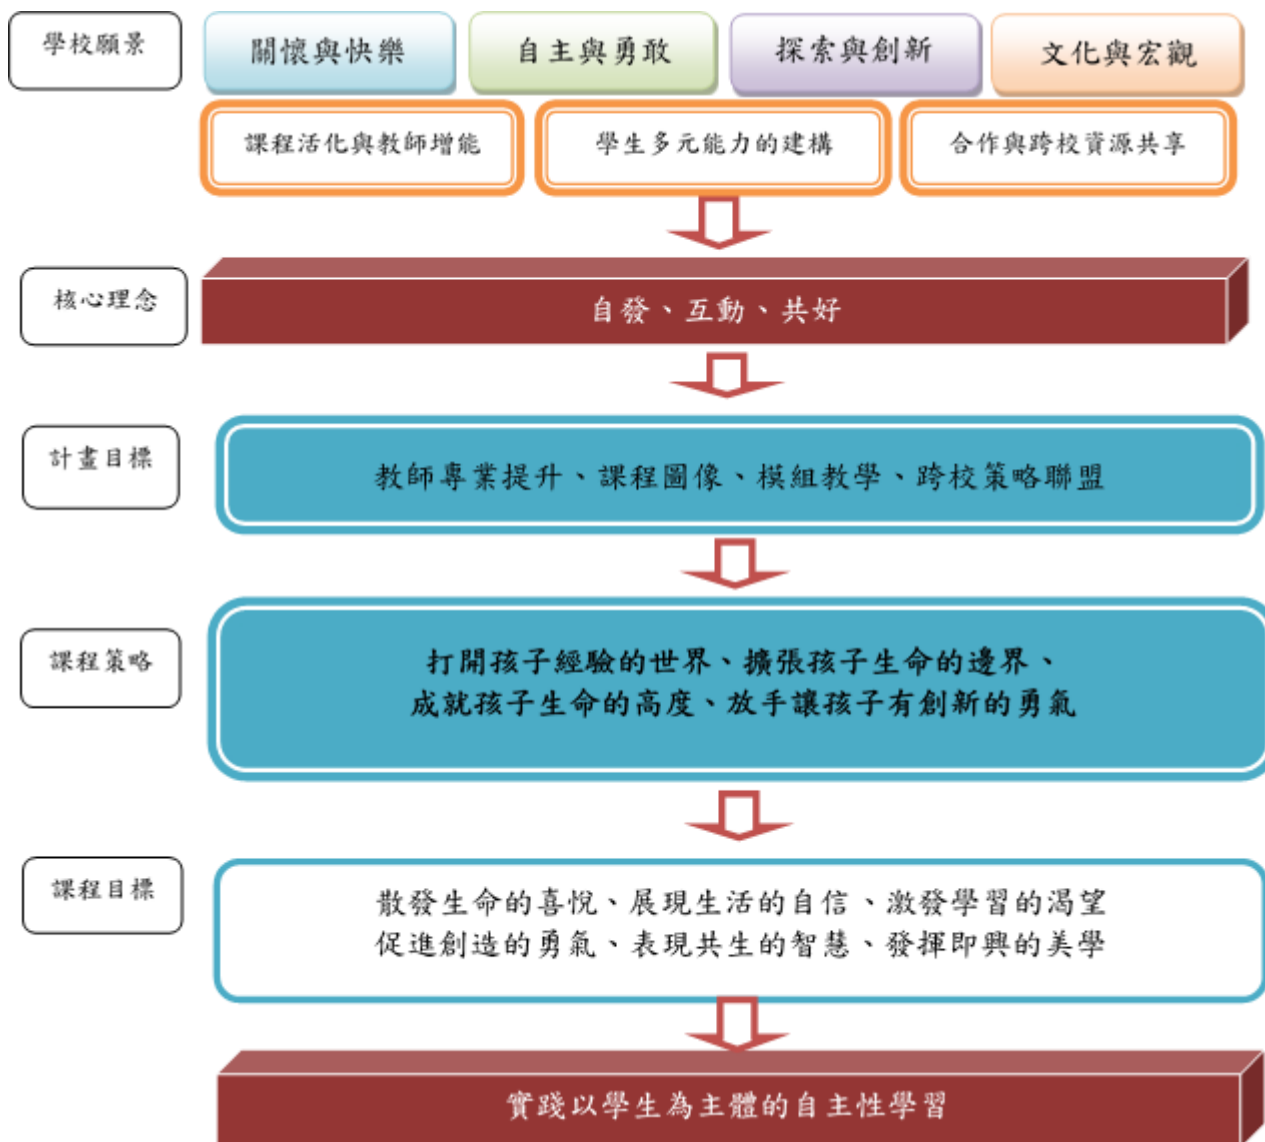 學校願景
關懷與快樂
自主與勇敢
探索與創新
文化與宏觀
課程活化與教師增能
學生多元能力的建構
合作與跨校資源共享
核心理念
自發、互動、共好
計畫目標
教師專業提升、課程圖像、模組教學、跨校策略聯盟
課程策略
打開孩子經驗的世界、擴張孩子生命的邊界、
成就孩子生命的高度、放手讓孩子有創新的勇氣
課程目標
散發生命的喜悅、展現生活的自信、激發學習的渴望
促進創造的勇氣、表現共生的智慧、發揮即興的美學
實踐以學生為主體的自主性學習